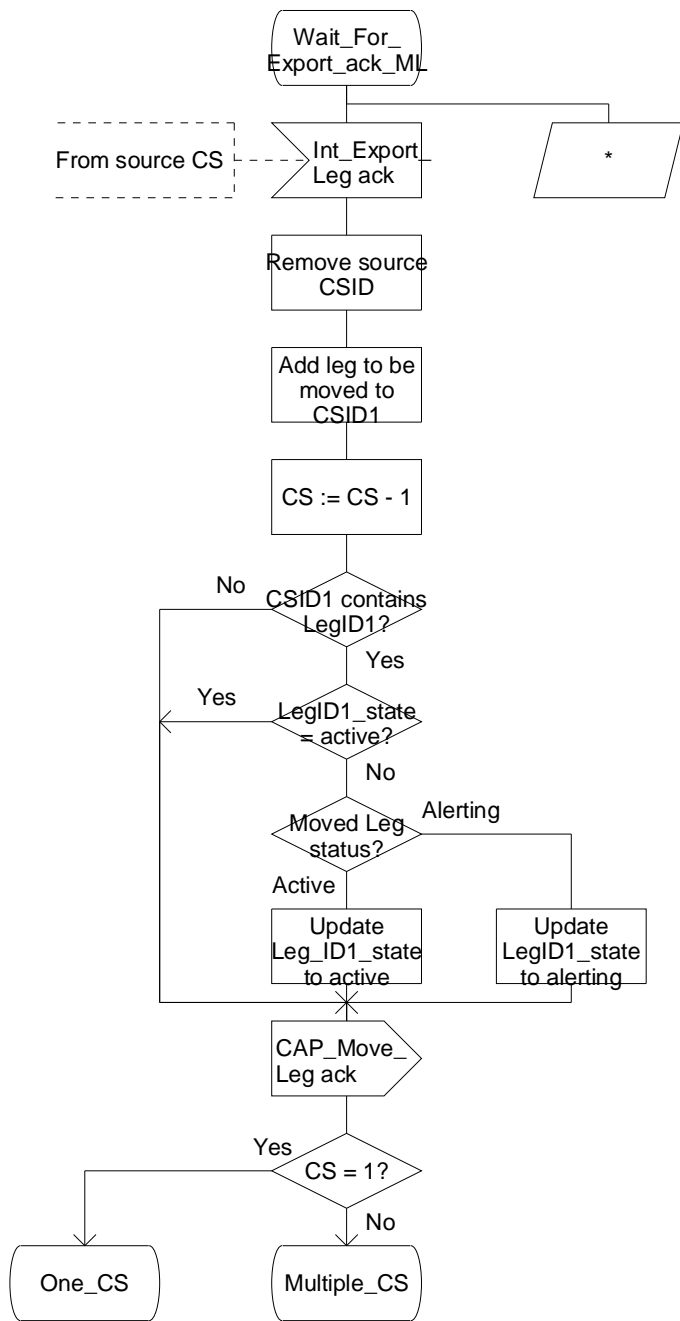 Wait_For_
Export_ack_ML
From source CS
Int_Export_
Leg ack
*
Remove source
CSID
Add leg to be
moved to
CSID1
CS := CS - 1
No
CSID1 contains
LegID1?
Yes
Yes
LegID1_state
= active?
No
Moved Leg
status?
Alerting
Active
Update
Leg_ID1_state
to active
Update
LegID1_state
to alerting
CAP_Move_
Leg ack
Yes
CS = 1?
No
One_CS
Multiple_CS